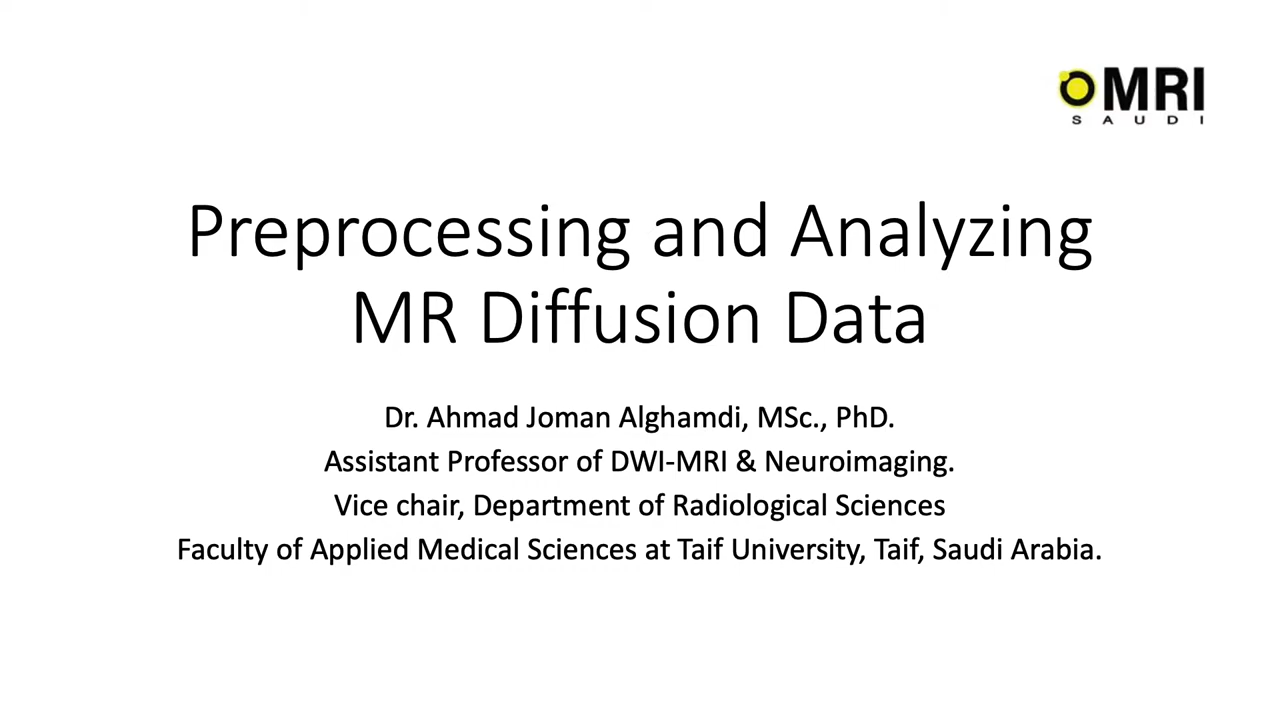 MRI
SAUDI
Preprocessing and Analyzing
MR Diffusion Data
Dr. Ahmad Joman Alghamdi, MSc., PhD.
Assistant Professor of DWI-MRI & Neuroimaging.
Vice chair, Department of Radiological Sciences
Faculty of Applied Medical Sciences at Taif University, Taif, Saudi Arabia.